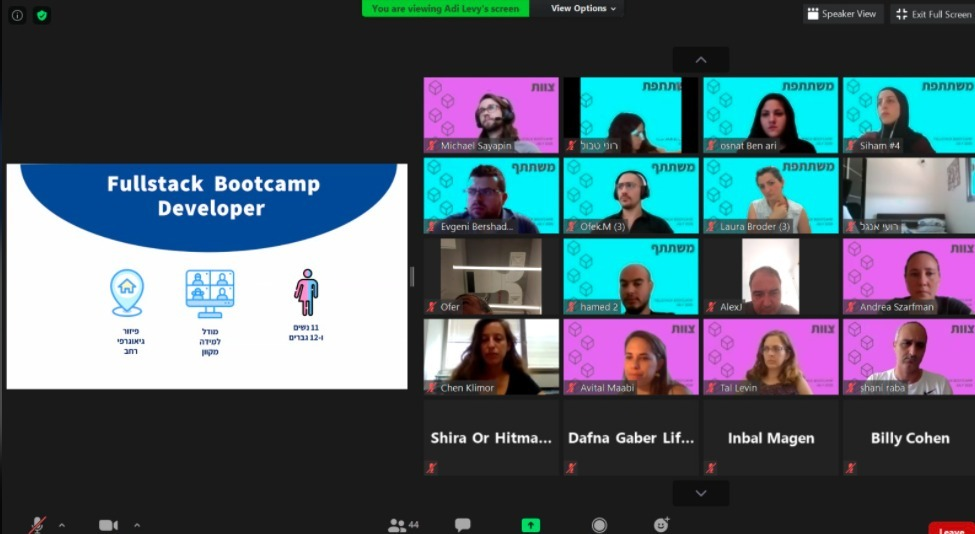 You are viewing Adi Levy's screen
View Options
Speaker View
Exit Full Screen
Fullstack Bootcamp
Developer
פיזור
גיאוגרפי
רחב
מודל
למידה
מקוון
11 נשים
ו-12 גברים
צוות
Michael Sayapin
משתתפת
רוני טבול
משתתפת
osnat Ben ari
משתתפת
Siham #4
משתתף
Evgeni Bershad...
משתתף
Ofek.M (3)
משתתפת
Laura Broder (3)
רועי אנגל
Ofer
משתתף
hamed 2
AlexJ
צוות
Andrea Szarfman
Chen Klimor
צוות
Avital Maabi
צוות
Tal Levin
צוות
shani raba
Shira Or Hitma...
Dafna Gaber Lif...
Inbal Magen
Billy Cohen
44
Leave